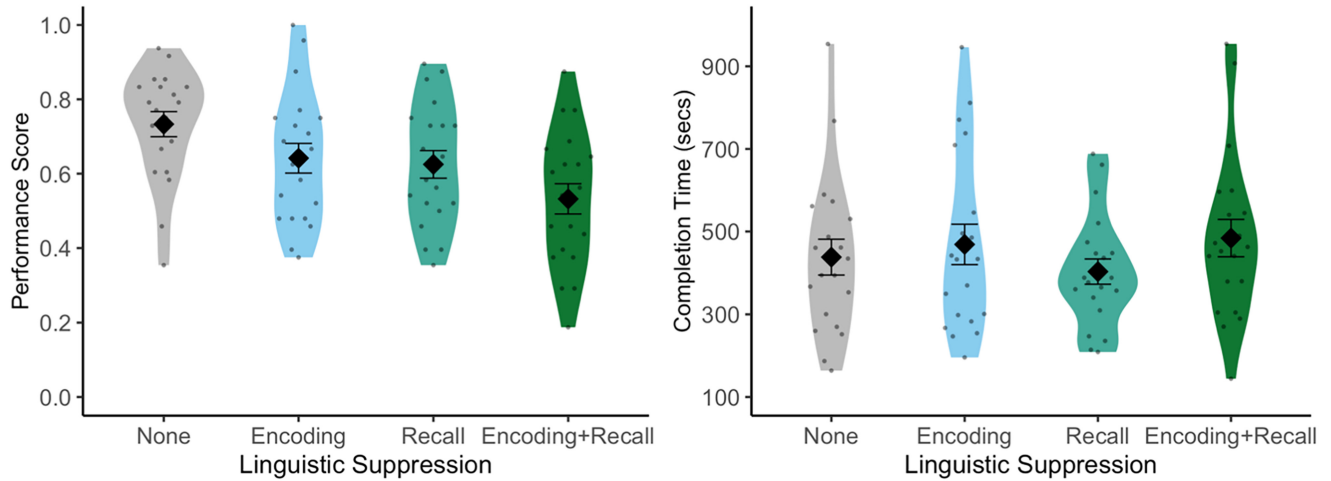 Performance Score
1.0
0.8
0.6
0.4
0.2
0.0
None Encoding Recall Encoding+Recall
Linguistic Suppression
Completion Time (secs)
900
700
500
300
100
None Encoding Recall Encoding+Recall
Linguistic Suppression